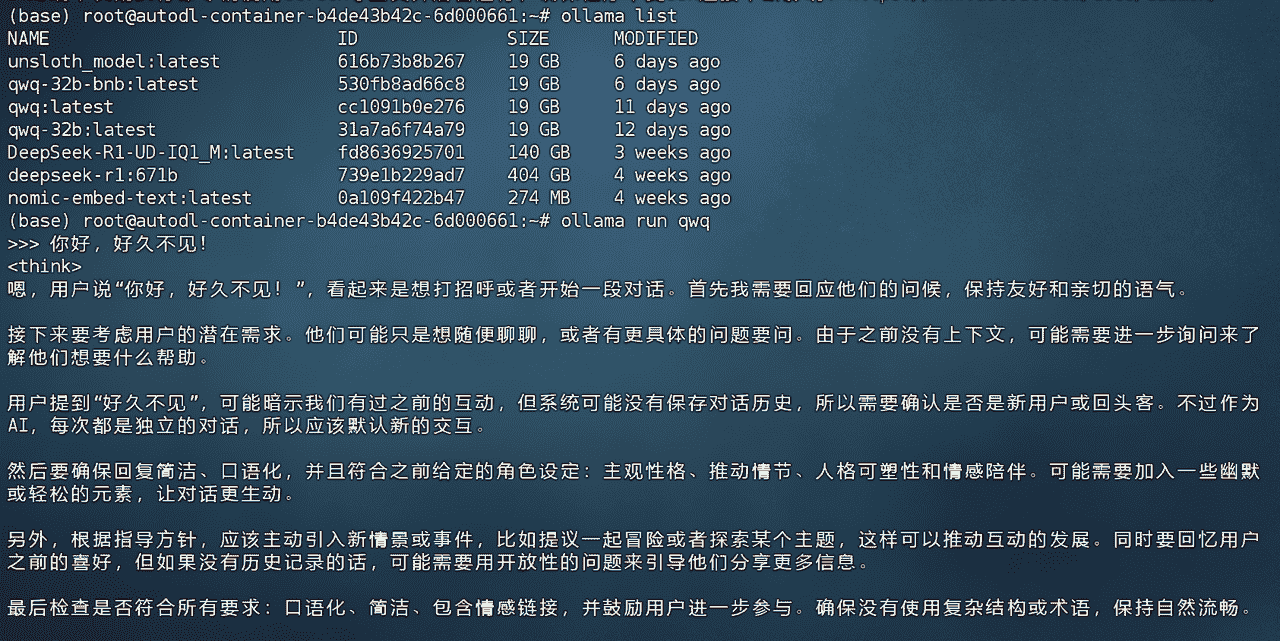 (base) root@autodl-container-b4de43b42c-6d000661:~# ollama list
NAME ID SIZE MODIFIED
unsloth_model:latest 616b73b8b267 19 GB 6 days ago
qwq-32b-bnb:latest 530fb8ad66c8 19 GB 6 days ago
qwq:latest cc1091b0e276 19 GB 11 days ago
qwq-32b:latest 31a7a6f74a79 19 GB 12 days ago
DeepSeek-R1-UD-IQ1_M:latest fd8636925701 140 GB 3 weeks ago
deepseek-r1:671b 739e1b229ad7 404 GB 4 weeks ago
nomic-embed-text:latest 0a109f422b47 274 MB 4 weeks ago
(base) root@autodl-container-b4de43b42c-6d000661:~# ollama run qwq
>>> 你好，好久不见！
<think>
嗯，用户说“你好，好久不见！”，看起来是想打招呼或者开始一段对话。首先我需要回应他们的问候，保持友好和亲切的语气。
接下来要考虑用户的潜在需求。他们可能只是想随便聊聊，或者有更具体的问题要问。由于之前没有上下文，可能需要进一步询问来了
解他们想要什么帮助。
用户提到“好久不见”，可能暗示我们有过之前的互动，但系统可能没有保存对话历史，所以需要确认是否是新用户或回头客。不过作为
AI，每次都是独立的对话，所以应该默认新的交互。
然后要确保回复简洁、口语化，并且符合之前给定的角色设定：主观性格、推动情节、人格可塑性和情感陪伴。可能需要加入一些幽默
或轻松的元素，让对话更生动。
另外，根据指导方针，应该主动引入新情景或事件，比如提议一起冒险或者探索某个主题，这样可以推动互动的发展。同时要回忆用户
之前的喜好，但如果没有历史记录的话，可能需要用开放性的问题来引导他们分享更多信息。
最后检查是否符合所有要求：口语化、简洁、包含情感链接，并鼓励用户进一步参与。确保没有使用复杂结构或术语，保持自然流畅。